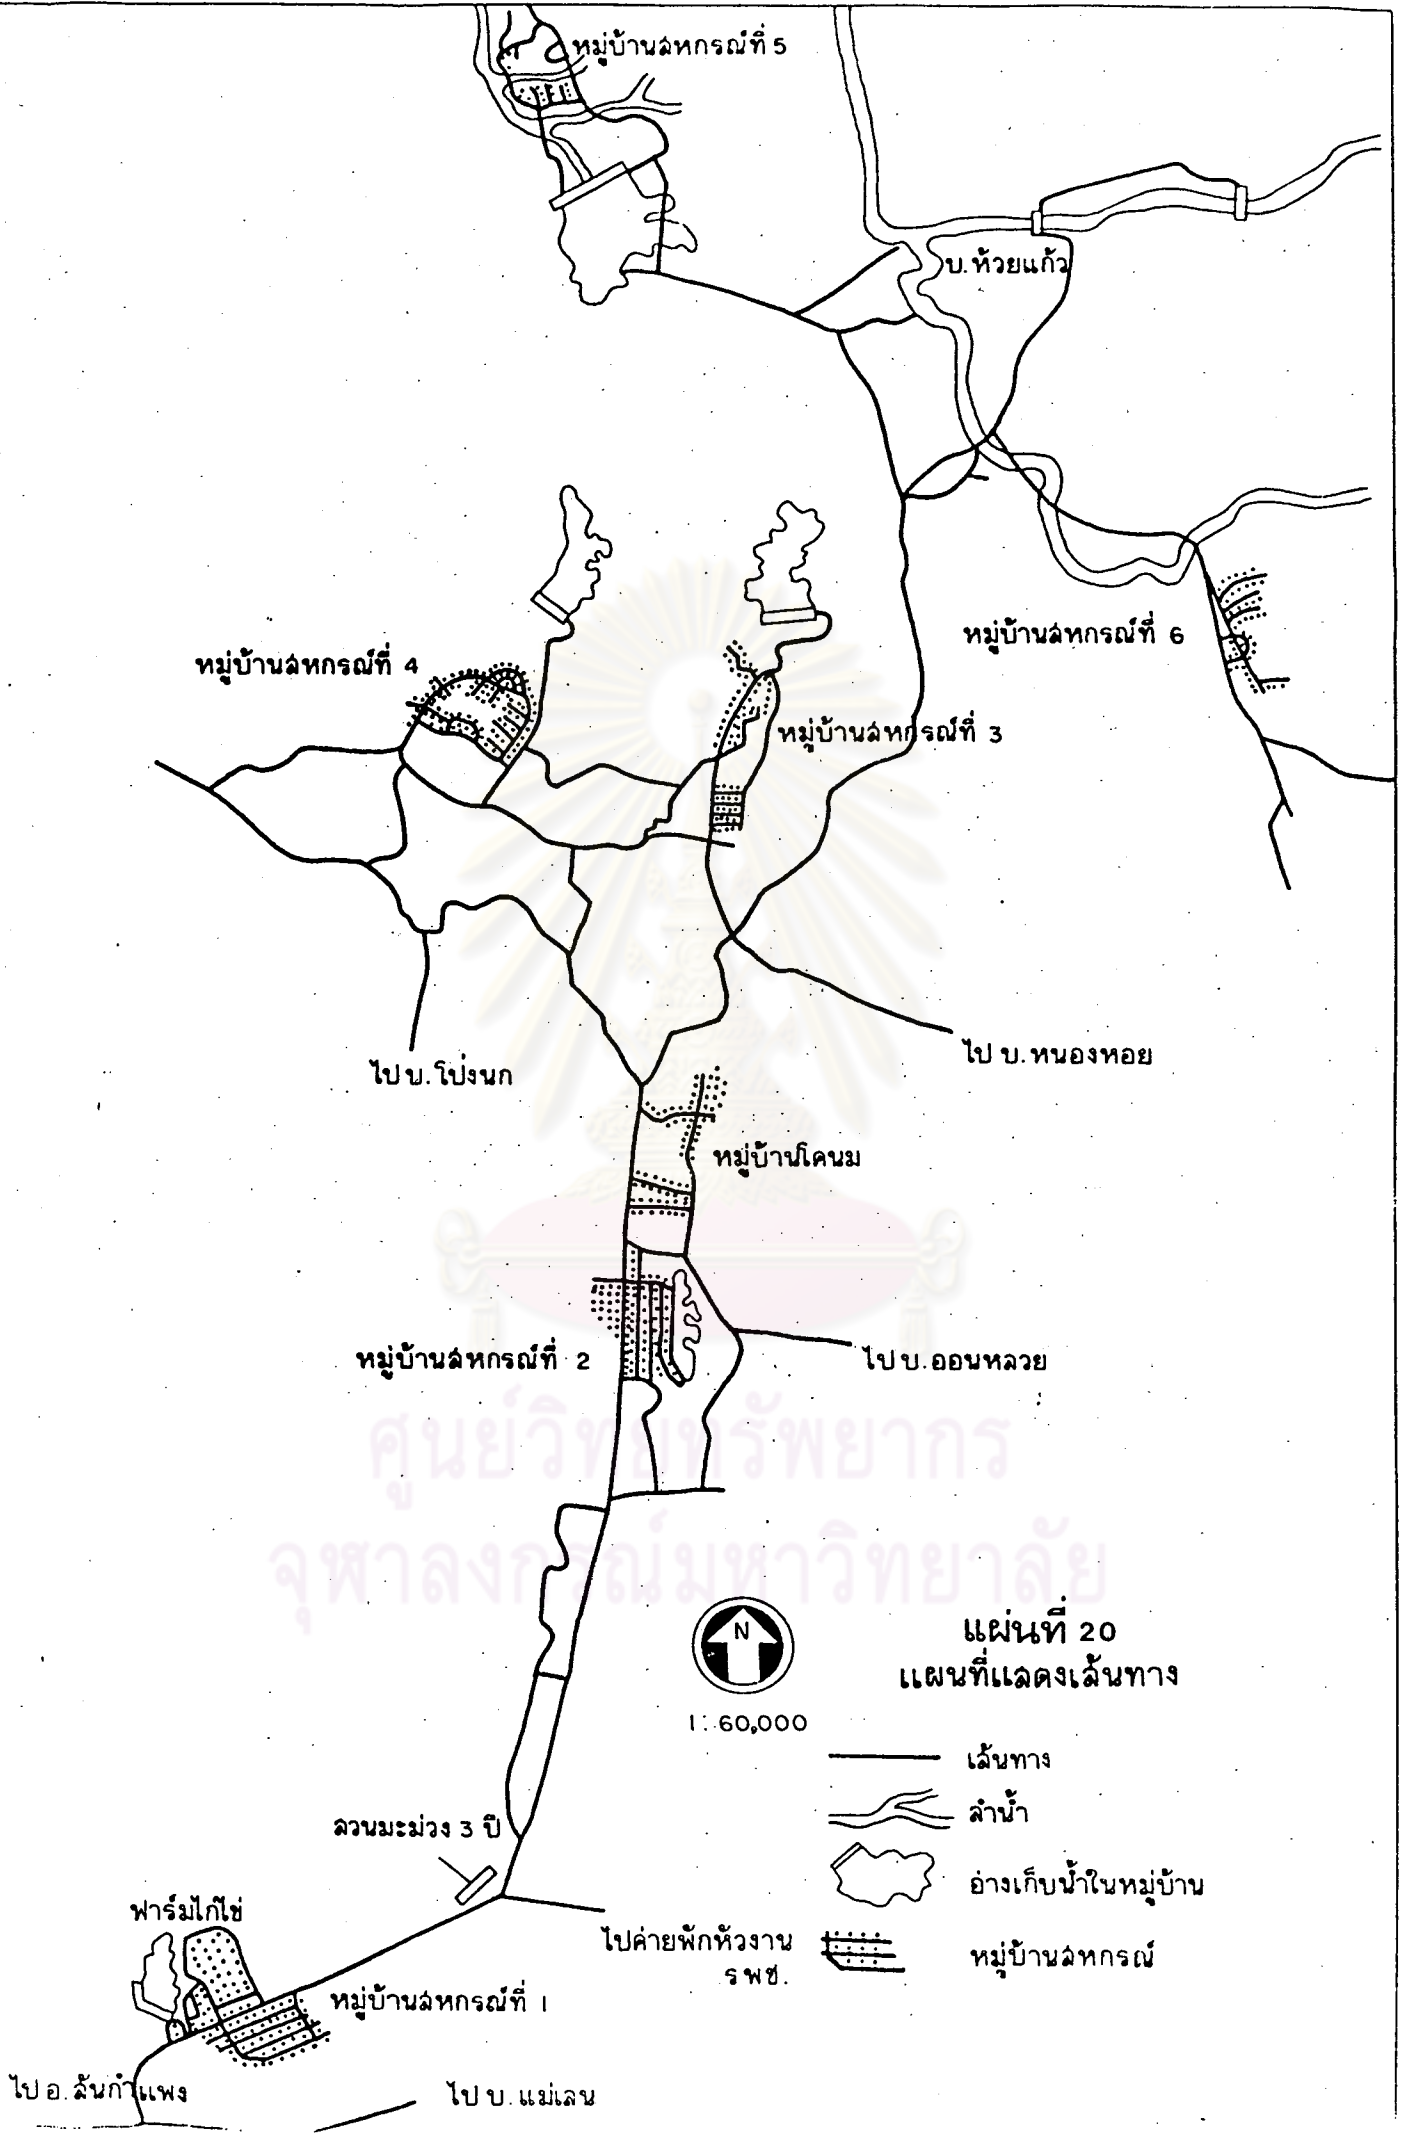 หมู่บ้านสหกรณ์ที่ 5
บ.ห้วยแก้ว
หมู่บ้านสหกรณ์ที่ 6
หมู่บ้านสหกรณ์ที่ 4
หมู่บ้านสหกรณ์ที่ 3
ไป บ.หนองหอย
ไป บ.โป่งนก
หมู่บ้านโคนม
หมู่บ้านสหกรณ์ที่ 2
ไป บ.ออนหลวย
ศูนย์วิทยทรัพยากร
จุฬาลงกรณ์มหาวิทยาลัย
N
1:60,000
แผ่นที่ 20
แผนที่แสดงเส้นทาง
เส้นทาง
ลำน้ำ
อ่างเก็บน้ำในหมู่บ้าน
หมู่บ้านสหกรณ์
สวนมะม่วง 3 ปี
ฟาร์มไก่ไข่
ไปค่ายพักหัวงาน
รพช.
หมู่บ้านสหกรณ์ที่ 1
ไป อ.สันกำแพง
ไป บ.แม่เลน